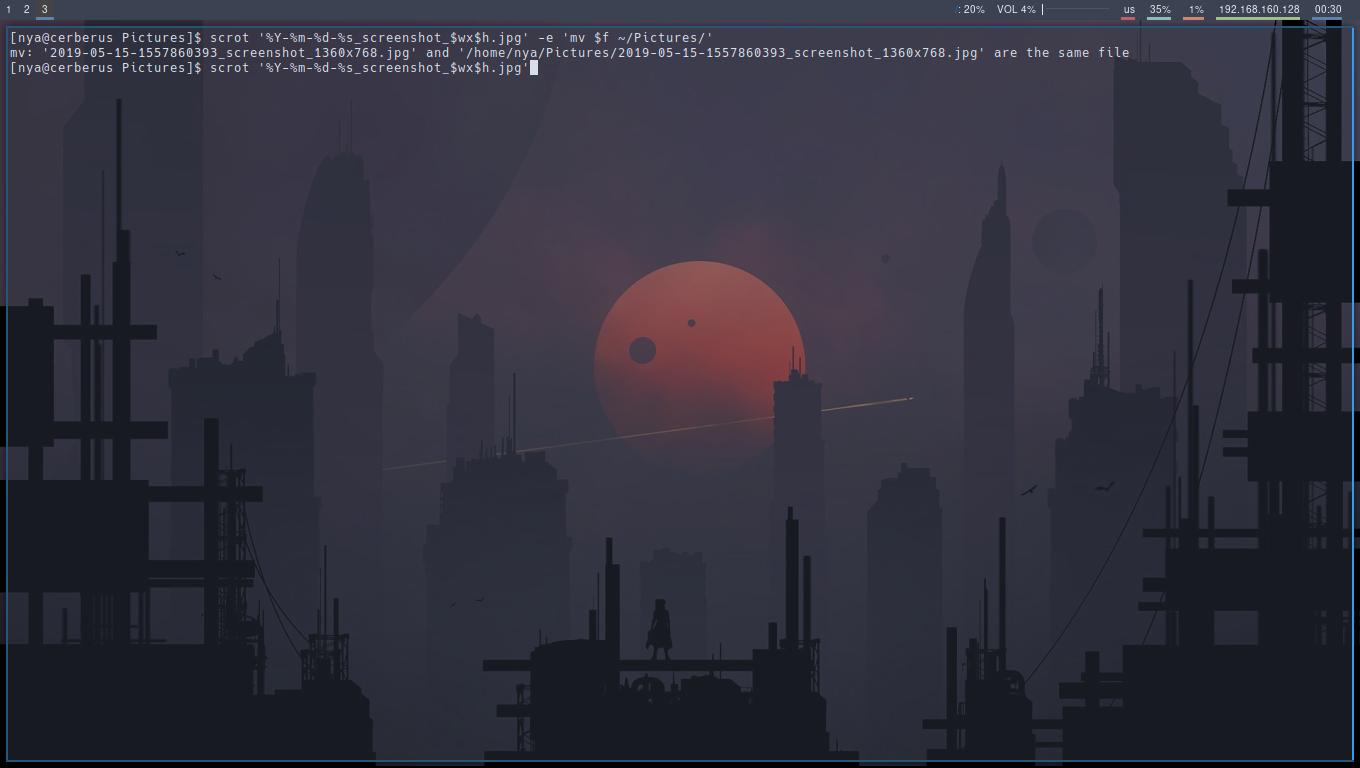 1 2 3 /: 20% VOL 4% us 35% 1% 192.168.160.128 00:30
[nya@cerberus Pictures]$ scrot '%Y-%m-%d-%s_screenshot_$wx$h.jpg' -e 'mv $f ~/Pictures/'
mv: '2019-05-15-1557860393_screenshot_1360x768.jpg' and '/home/nya/Pictures/2019-05-15-1557860393_screenshot_1360x768.jpg' are the same file
[nya@cerberus Pictures]$ scrot '%Y-%m-%d-%s_screenshot_$wx$h.jpg'